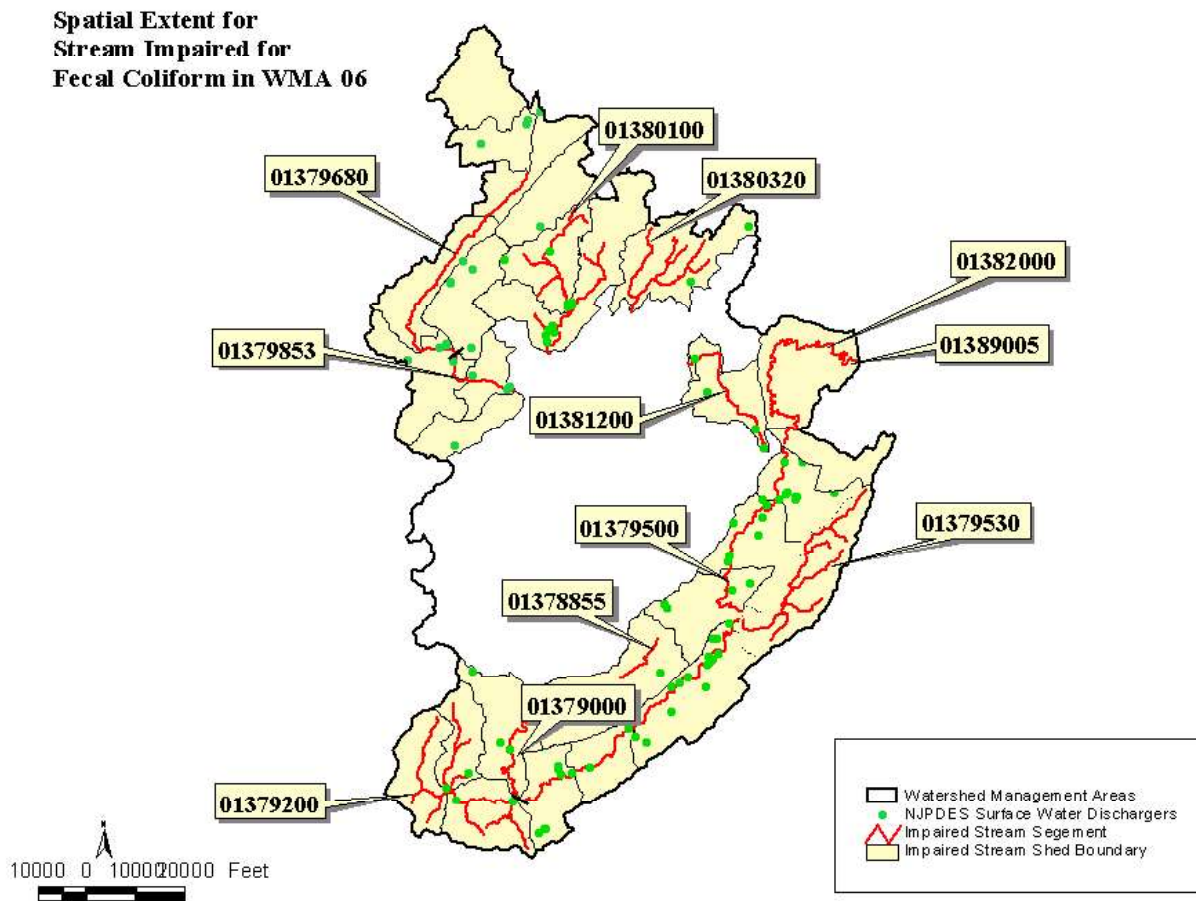 Spatial Extent for
Stream Impaired for
Fecal Coliform in WMA 06
01380100
01379680
01380320
01382000
01379853
01389005
01381200
01379500
01379530
01378855
01379000
01379200
Watershed Management Areas
NJPDES Surface Water Dischargers
Impaired Stream Segement
Impaired Stream Shed Boundary
N
10000 0 10000 20000 Feet